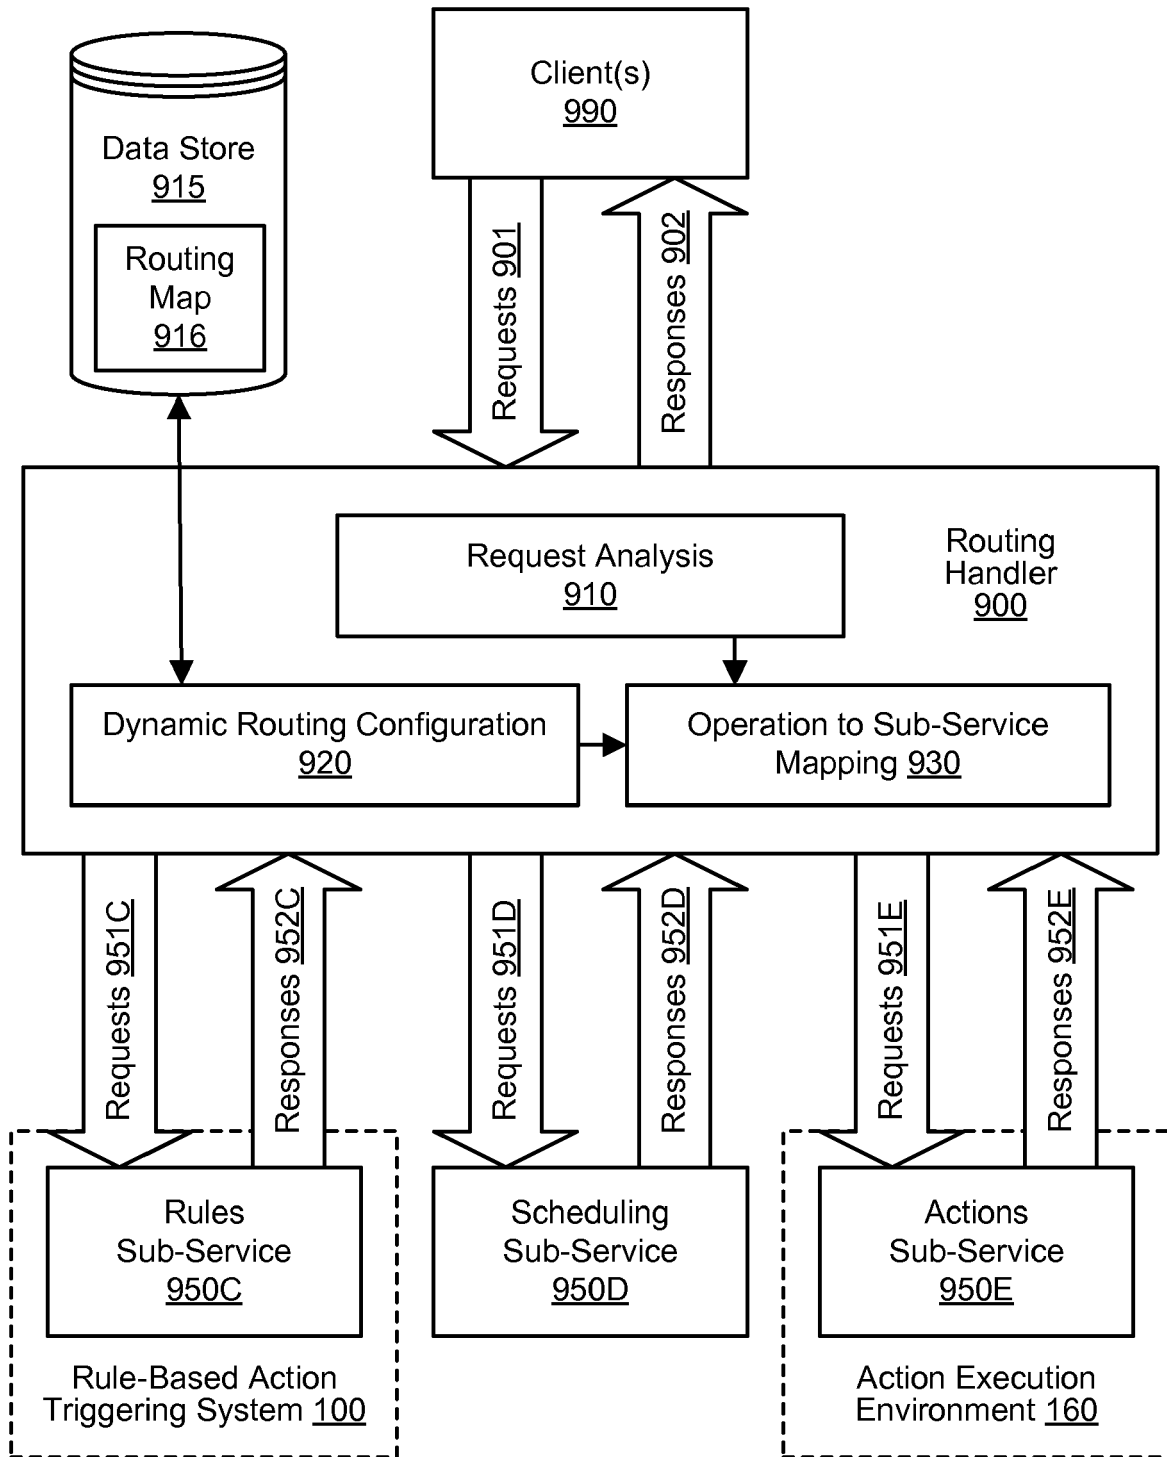 Client(s)
990
Data Store
915
Routing
Map
916
Requests 901
Responses 902
Request Analysis
910
Routing
Handler
900
Dynamic Routing Configuration
920
Operation to Sub-Service
Mapping 930
Requests 951C
Responses 952C
Requests 951D
Responses 952D
Requests 951E
Responses 952E
Rules
Sub-Service
950C
Scheduling
Sub-Service
950D
Actions
Sub-Service
950E
Rule-Based Action
Triggering System 100
Action Execution
Environment 160